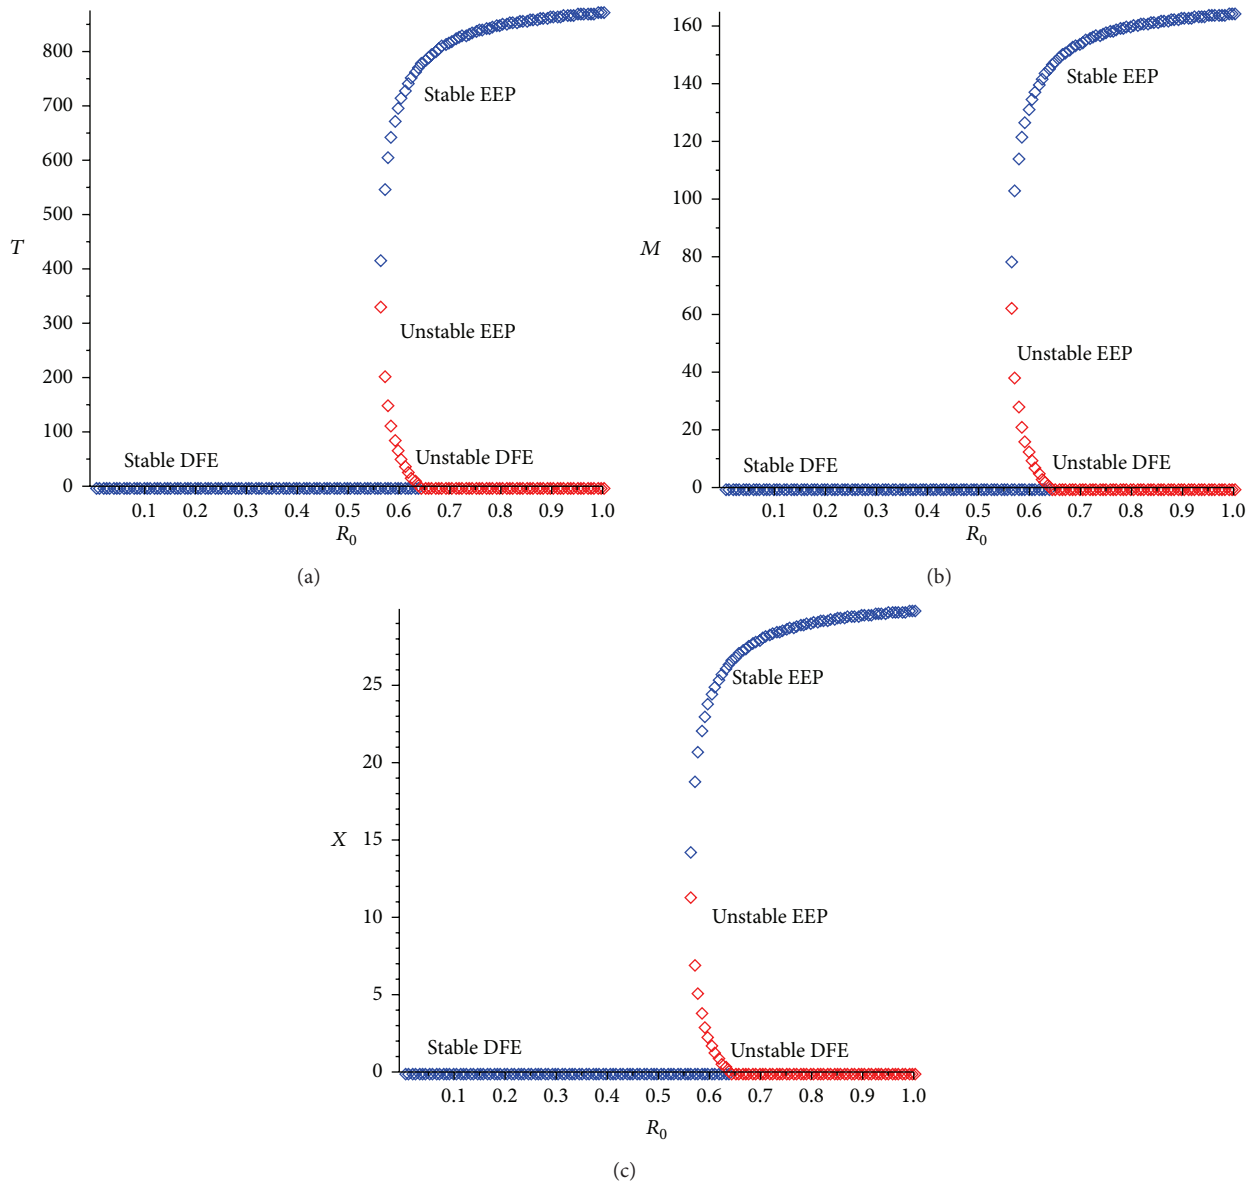 800
700
600
500
400
300
200
100
0
T
Stable EEP
Unstable EEP
Stable DFE
Unstable DFE
0.1 0.2 0.3 0.4 0.5 0.6 0.7 0.8 0.9 1.0
R0
(a)
160
140
120
100
80
60
40
20
0
M
Stable EEP
Unstable EEP
Stable DFE
Unstable DFE
0.1 0.2 0.3 0.4 0.5 0.6 0.7 0.8 0.9 1.0
R0
(b)
25
20
15
10
5
0
X
Stable EEP
Unstable EEP
Stable DFE
Unstable DFE
0.1 0.2 0.3 0.4 0.5 0.6 0.7 0.8 0.9 1.0
R0
(c)